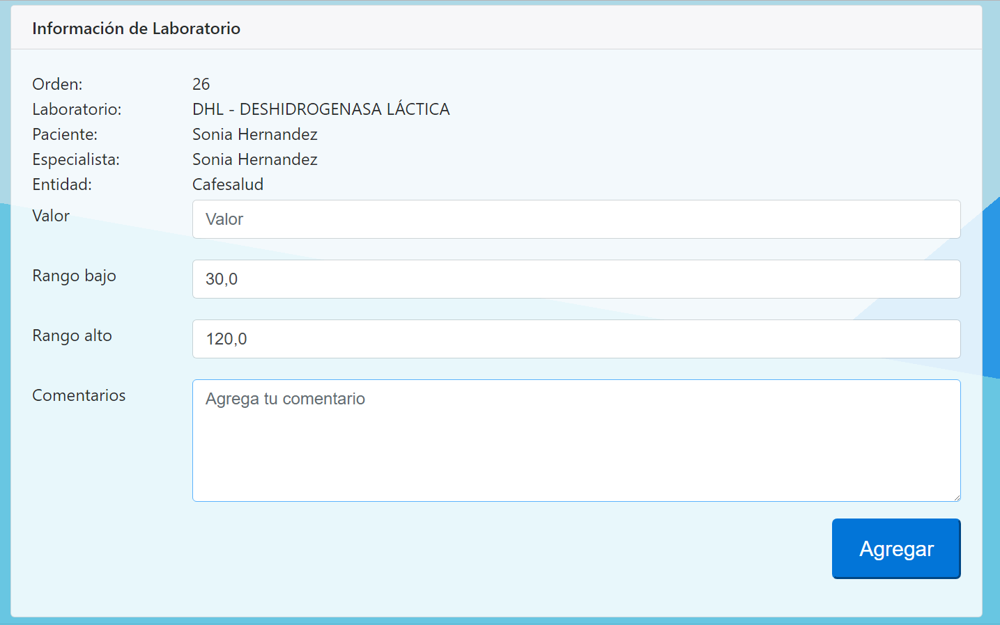 Información de Laboratorio
Orden: 26
Laboratorio: DHL - DESHIDROGENASA LÁCTICA
Paciente: Sonia Hernandez
Especialista: Sonia Hernandez
Entidad: Cafesalud
Valor Valor
Rango bajo 30,0
Rango alto 120,0
Comentarios Agrega tu comentario
Agregar